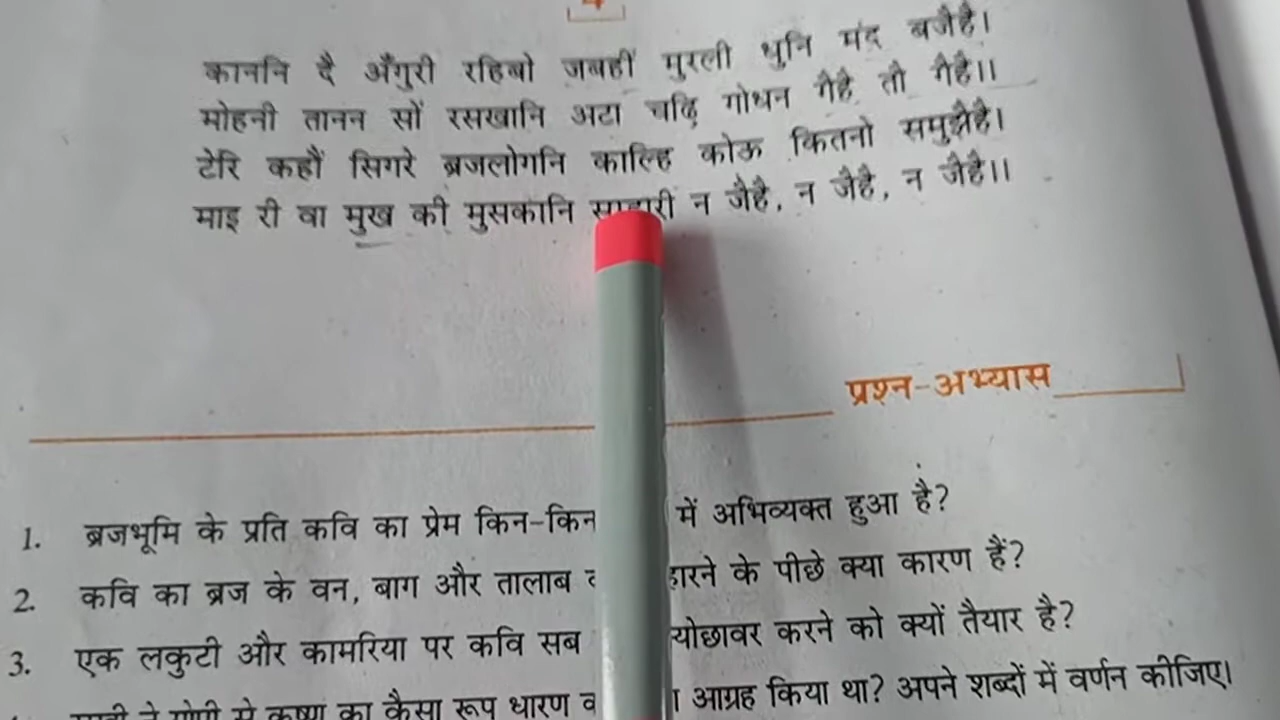 4
काननि दै अँगुरी रहिबो जबहीं मुरली धुनि मंद बजैहै।
मोहनी तानन सों रसखानि अटा चढ़ि गोधन गैहै तौ गैहै।।
टेरि कहौं सिगरे ब्रजलोगनि काल्हि कोऊ कितनो समुझैहै।
माइ री वा मुख की मुसकानि न जैहै, न जैहै, न जैहै।।
प्रश्न-अभ्यास
1. ब्रजभूमि के प्रति कवि का प्रेम किन-किन में अभिव्यक्त हुआ है?
2. कवि का ब्रज के वन, बाग और तालाब के पीछे क्या कारण हैं?
3. एक लकुटी और कामरिया पर कवि सब करने को क्यों तैयार है?
का कैसा रूप धारण आग्रह किया था? अपने शब्दों में वर्णन कीजिए।